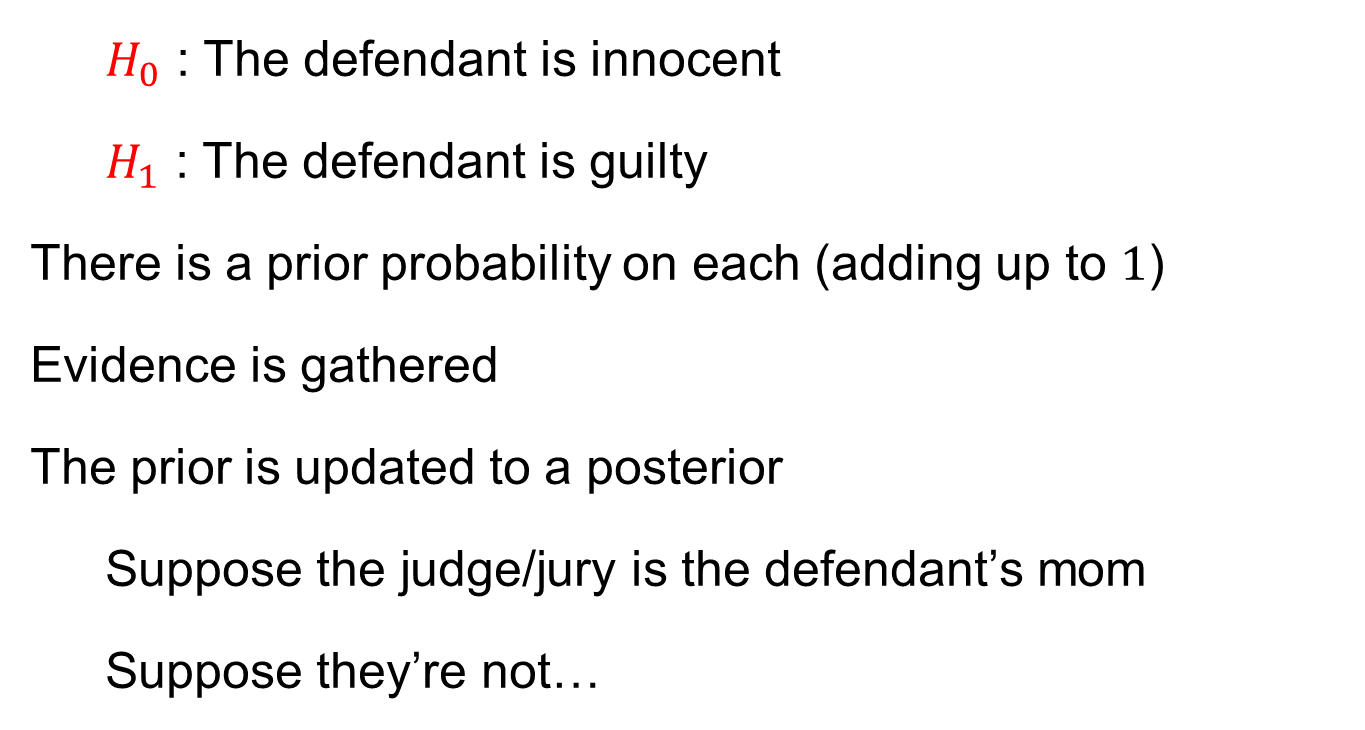 H₀ : The defendant is innocent
H₁ : The defendant is guilty
There is a prior probability on each (adding up to 1)
Evidence is gathered
The prior is updated to a posterior
Suppose the judge/jury is the defendant’s mom
Suppose they’re not…